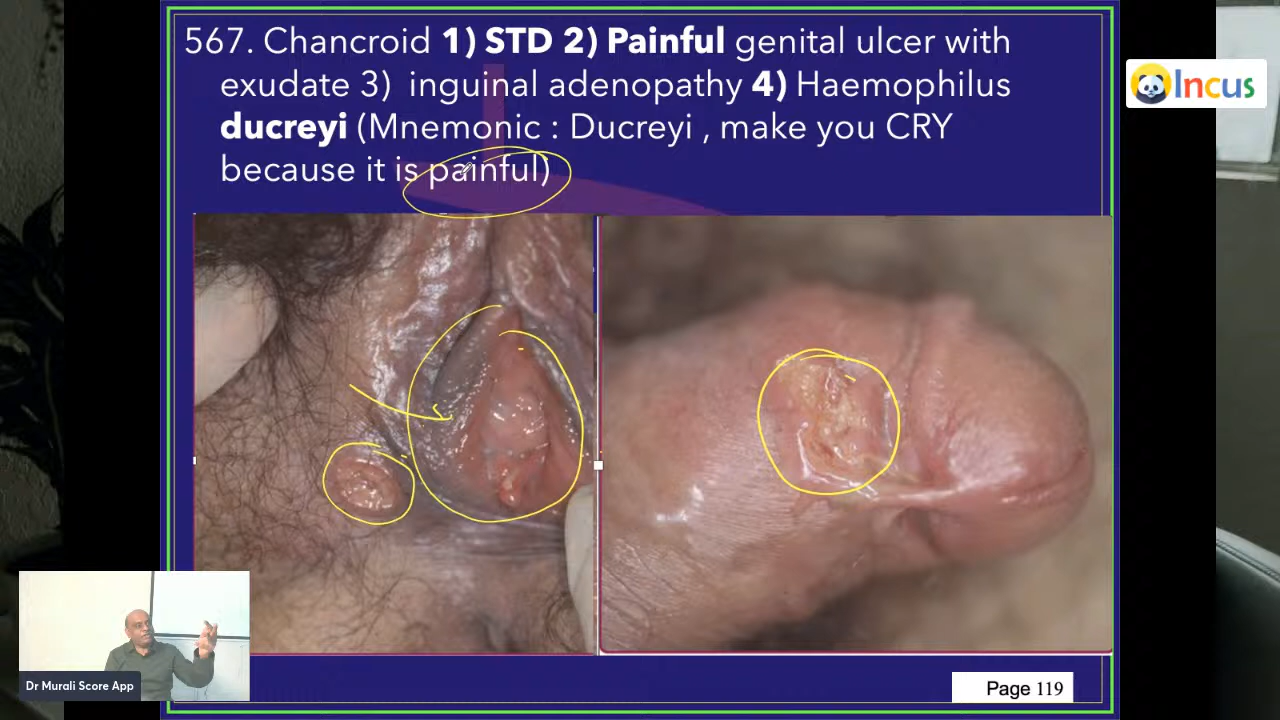 567. Chancroid 1) STD 2) Painful genital ulcer with
exudate 3) inguinal adenopathy 4) Haemophilus
ducreyi (Mnemonic : Ducreyi , make you CRY
because it is painful)
Incus
Dr Murali Score App
Page 119